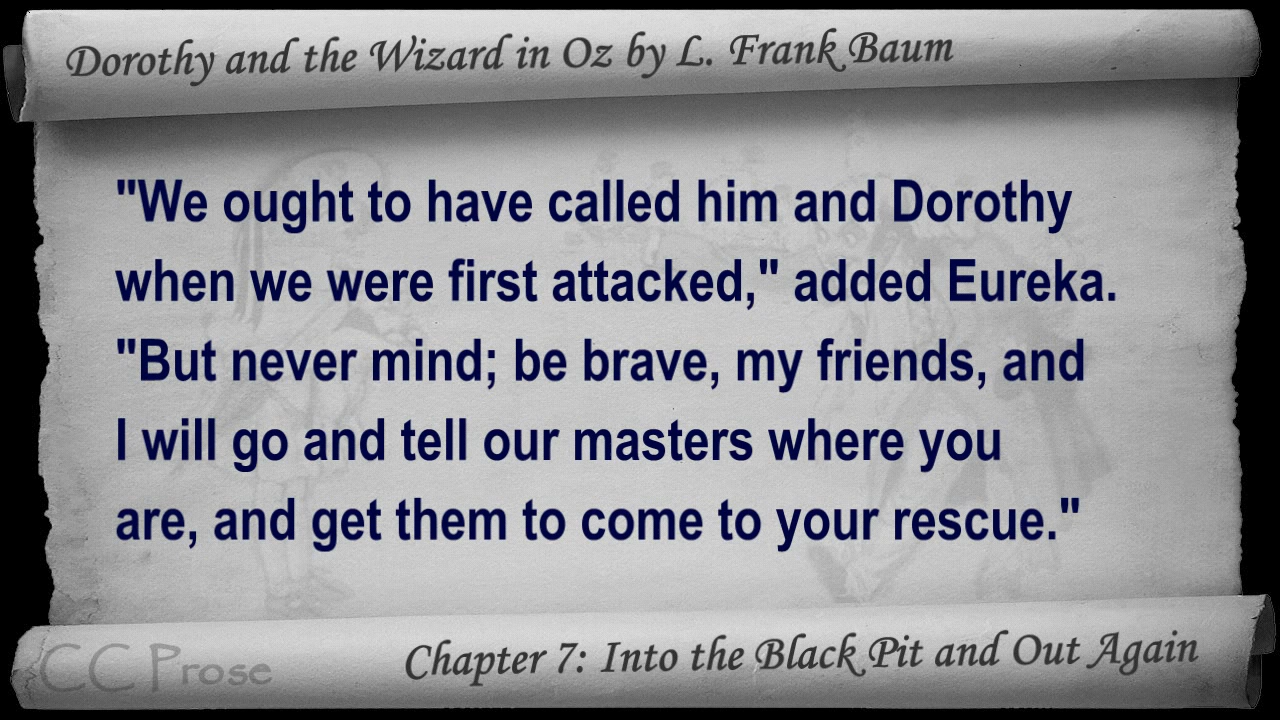 Dorothy and the Wizard in Oz by L. Frank Baum
"We ought to have called him and Dorothy
when we were first attacked," added Eureka.
"But never mind; be brave, my friends, and
I will go and tell our masters where you
are, and get them to come to your rescue."
CC Prose
Chapter 7: Into the Black Pit and Out Again